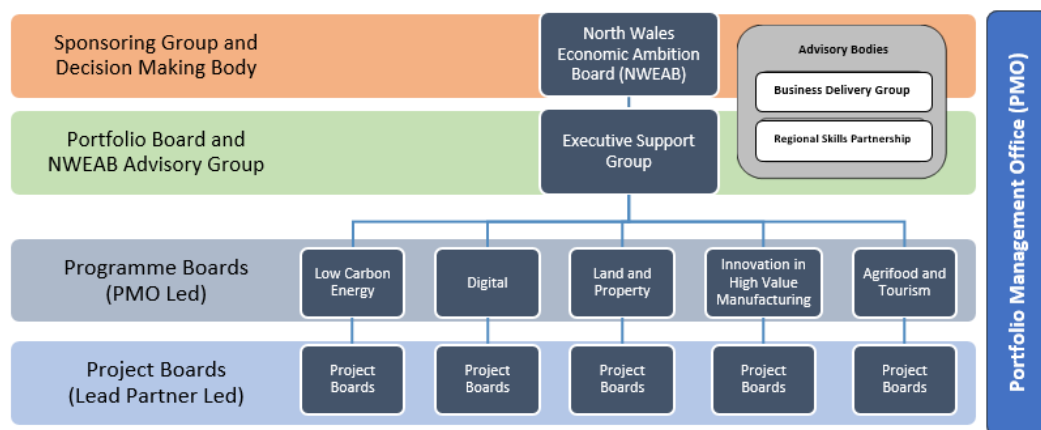 Sponsoring Group and
Decision Making Body
North Wales
Economic Ambition
Board (NWEAB)
Advisory Bodies
Business Delivery Group
Regional Skills Partnership
Portfolio Board and
NWEAB Advisory Group
Executive Support
Group
Programme Boards
(PMO Led)
Low Carbon
Energy
Digital
Land and
Property
Innovation in
High Value
Manufacturing
Agrifood and
Tourism
Project Boards
(Lead Partner Led)
Project
Boards
Project
Boards
Project
Boards
Project
Boards
Project
Boards
Portfolio Management Office (PMO)